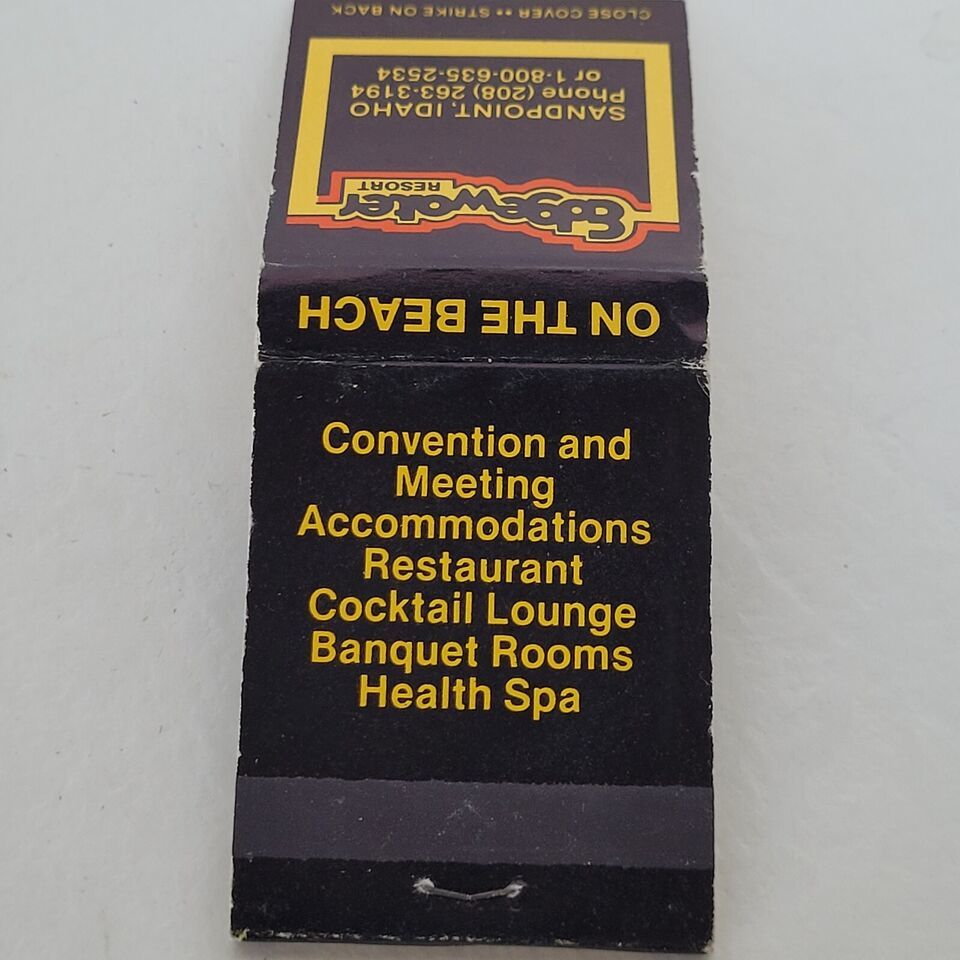 CLOSE COVER •• STRIKE ON BACK
Edgewater
RESORT
SANDPOINT, IDAHO
Phone (208) 263-3194
or 1-800-635-2534
ON THE BEACH
Convention and
Meeting
Accommodations
Restaurant
Cocktail Lounge
Banquet Rooms
Health Spa